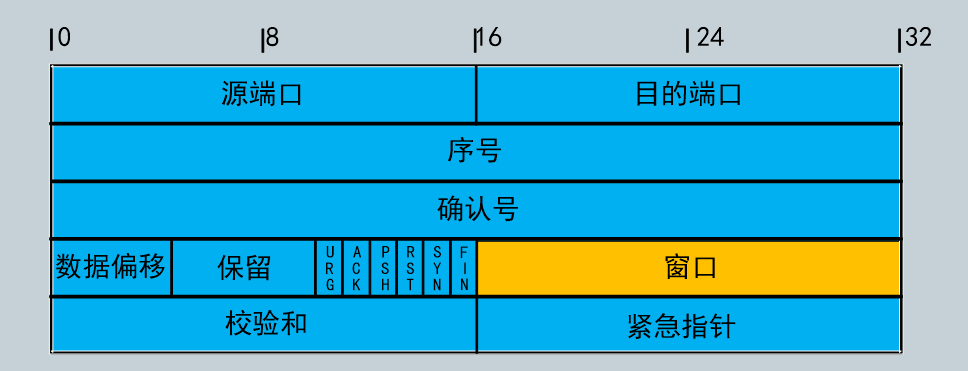 0 8 16 24 32
源端口 目的端口
序号
确认号
数据偏移 保留 URG ACK PSH RST SYN FIN 窗口
校验和 紧急指针